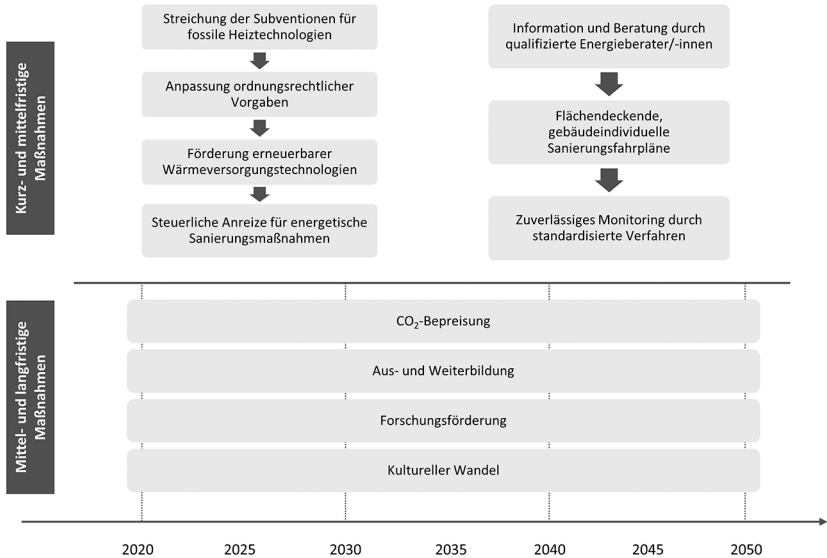 Kurz- und mittelfristige
Maßnahmen
Streichung der Subventionen für
fossile Heiztechnologien
Anpassung ordnungsrechtlicher
Vorgaben
Förderung erneuerbarer
Wärmeversorgungstechnologien
Steuerliche Anreize für energetische
Sanierungsmaßnahmen
Information und Beratung durch
qualifizierte Energieberater/-innen
Flächendeckende,
gebäudeindividuelle
Sanierungsfahrpläne
Zuverlässiges Monitoring durch
standardisierte Verfahren
Mittel- und langfristige
Maßnahmen
CO₂-Bepreisung
Aus- und Weiterbildung
Forschungsförderung
Kultureller Wandel
2020 2025 2030 2035 2040 2045 2050